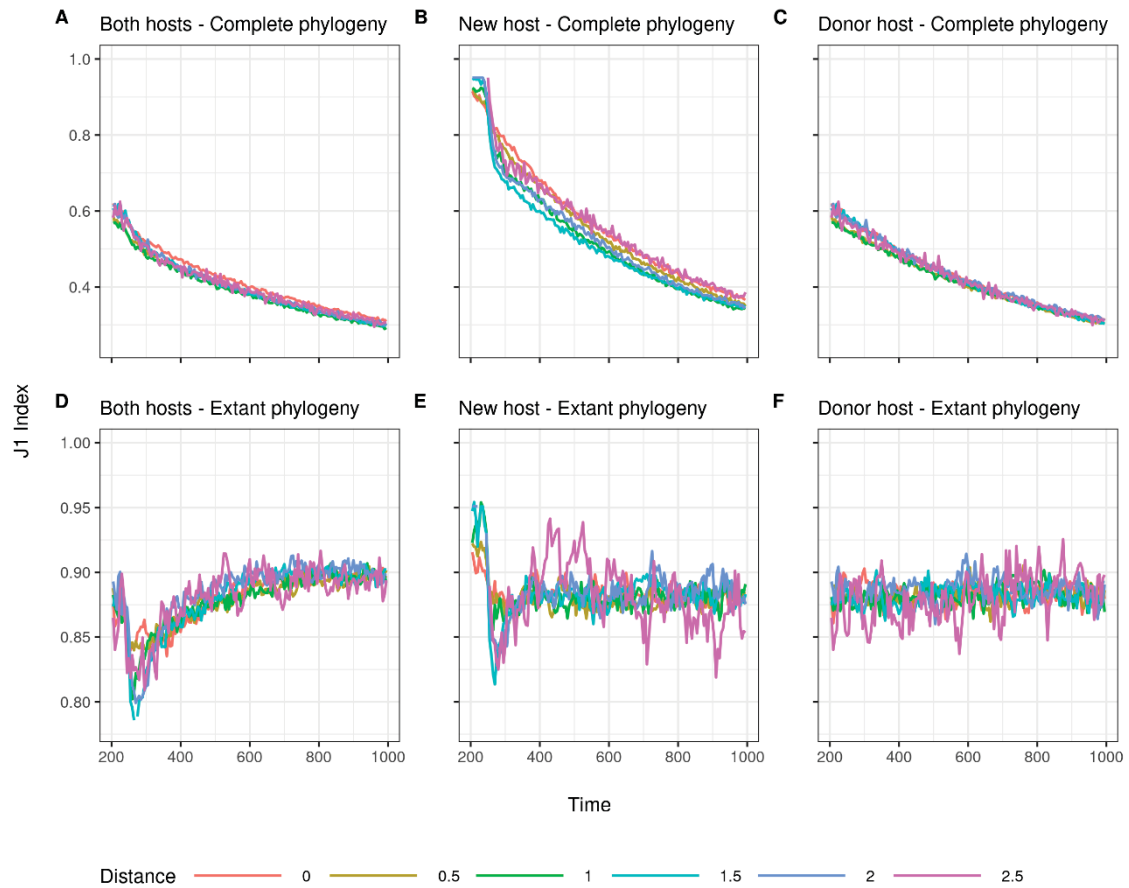 A Both hosts - Complete phylogeny
B New host - Complete phylogeny
C Donor host - Complete phylogeny
1.0
0.8
0.6
0.4
D Both hosts - Extant phylogeny
E New host - Extant phylogeny
F Donor host - Extant phylogeny
J1 Index
1.00
0.95
0.90
0.85
0.80
200 400 600 800 1000
200 400 600 800 1000
200 400 600 800 1000
Time
Distance 0 0.5 1 1.5 2 2.5